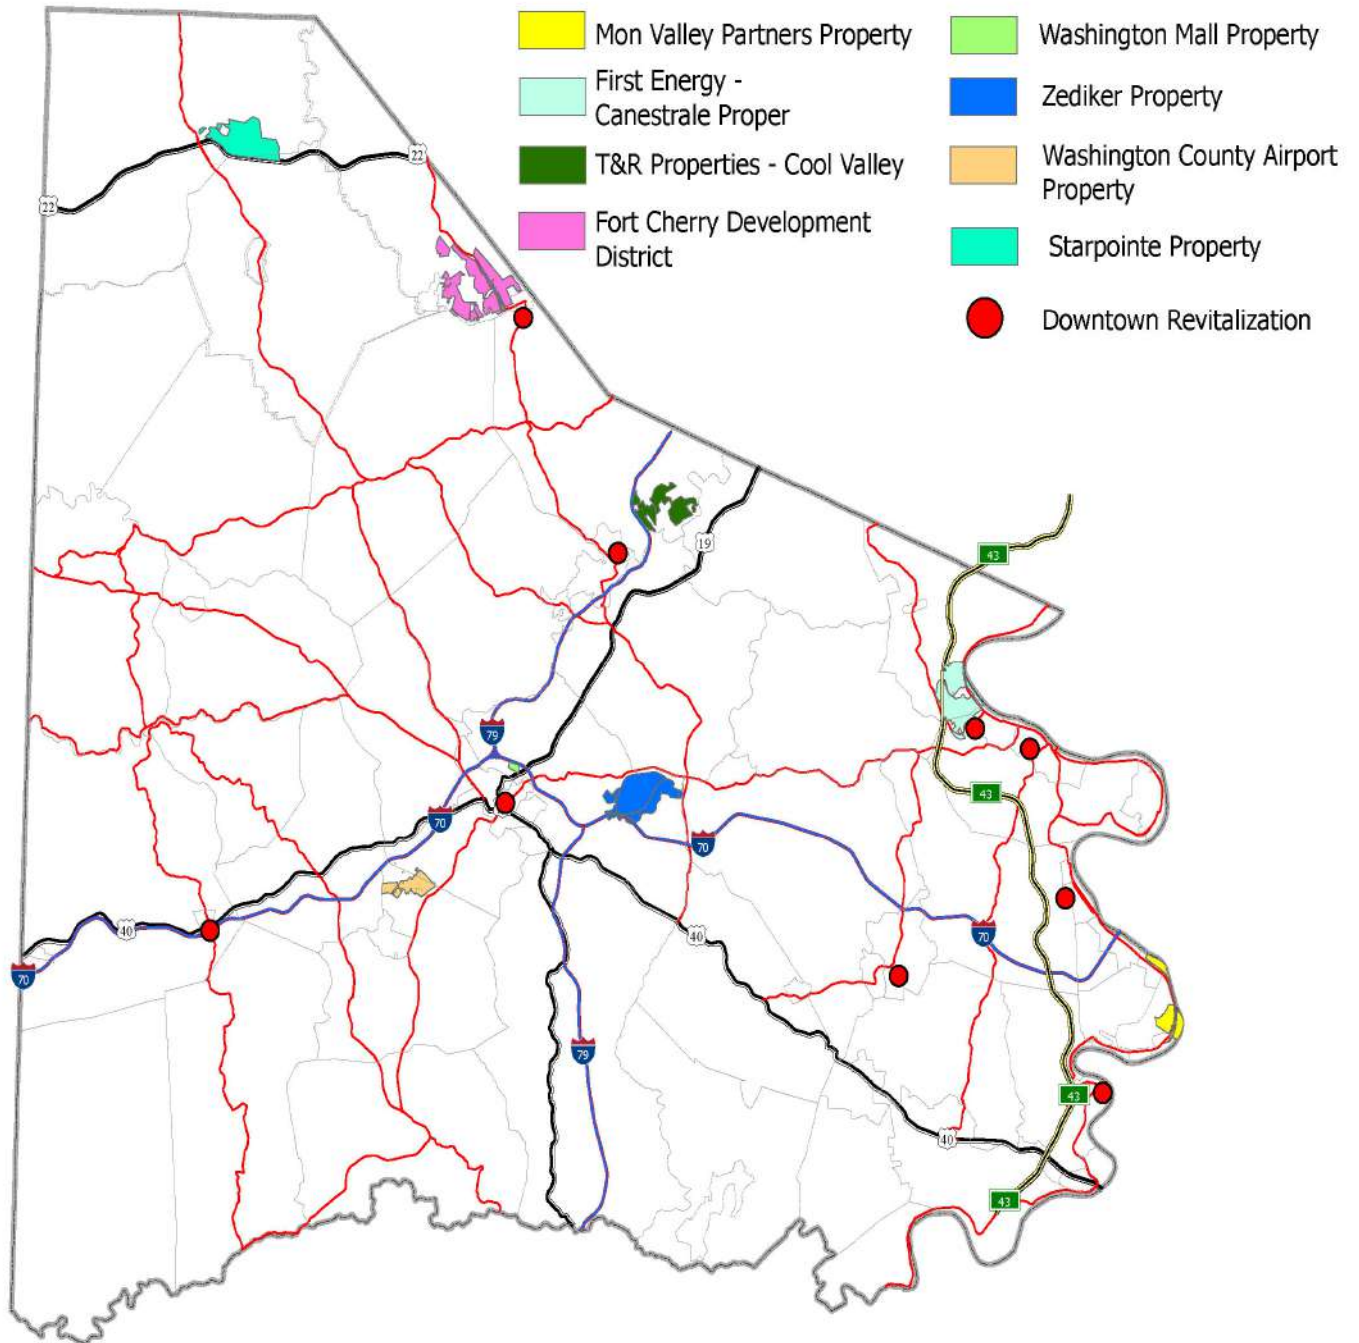 Mon Valley Partners Property
First Energy -
Canestrale Proper
T&R Properties - Cool Valley
Fort Cherry Development
District
Washington Mall Property
Zediker Property
Washington County Airport
Property
Starpointe Property
Downtown Revitalization
22
22
19
43
79
43
70
70
40
70
40
70
79
43
40
43